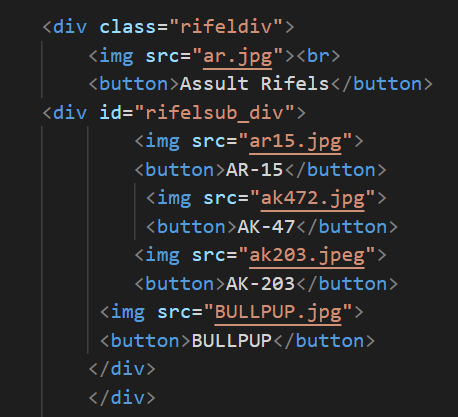 <div class="rifeldiv">
<img src="ar.jpg"><br>
<button>Assult Rifels</button>
<div id="rifelsub_div">
<img src="ar15.jpg">
<button>AR-15</button>
<img src="ak472.jpg">
<button>AK-47</button>
<img src="ak203.jpeg">
<button>AK-203</button>
<img src="BULLPUP.jpg">
<button>BULLPUP</button>
</div>
</div>